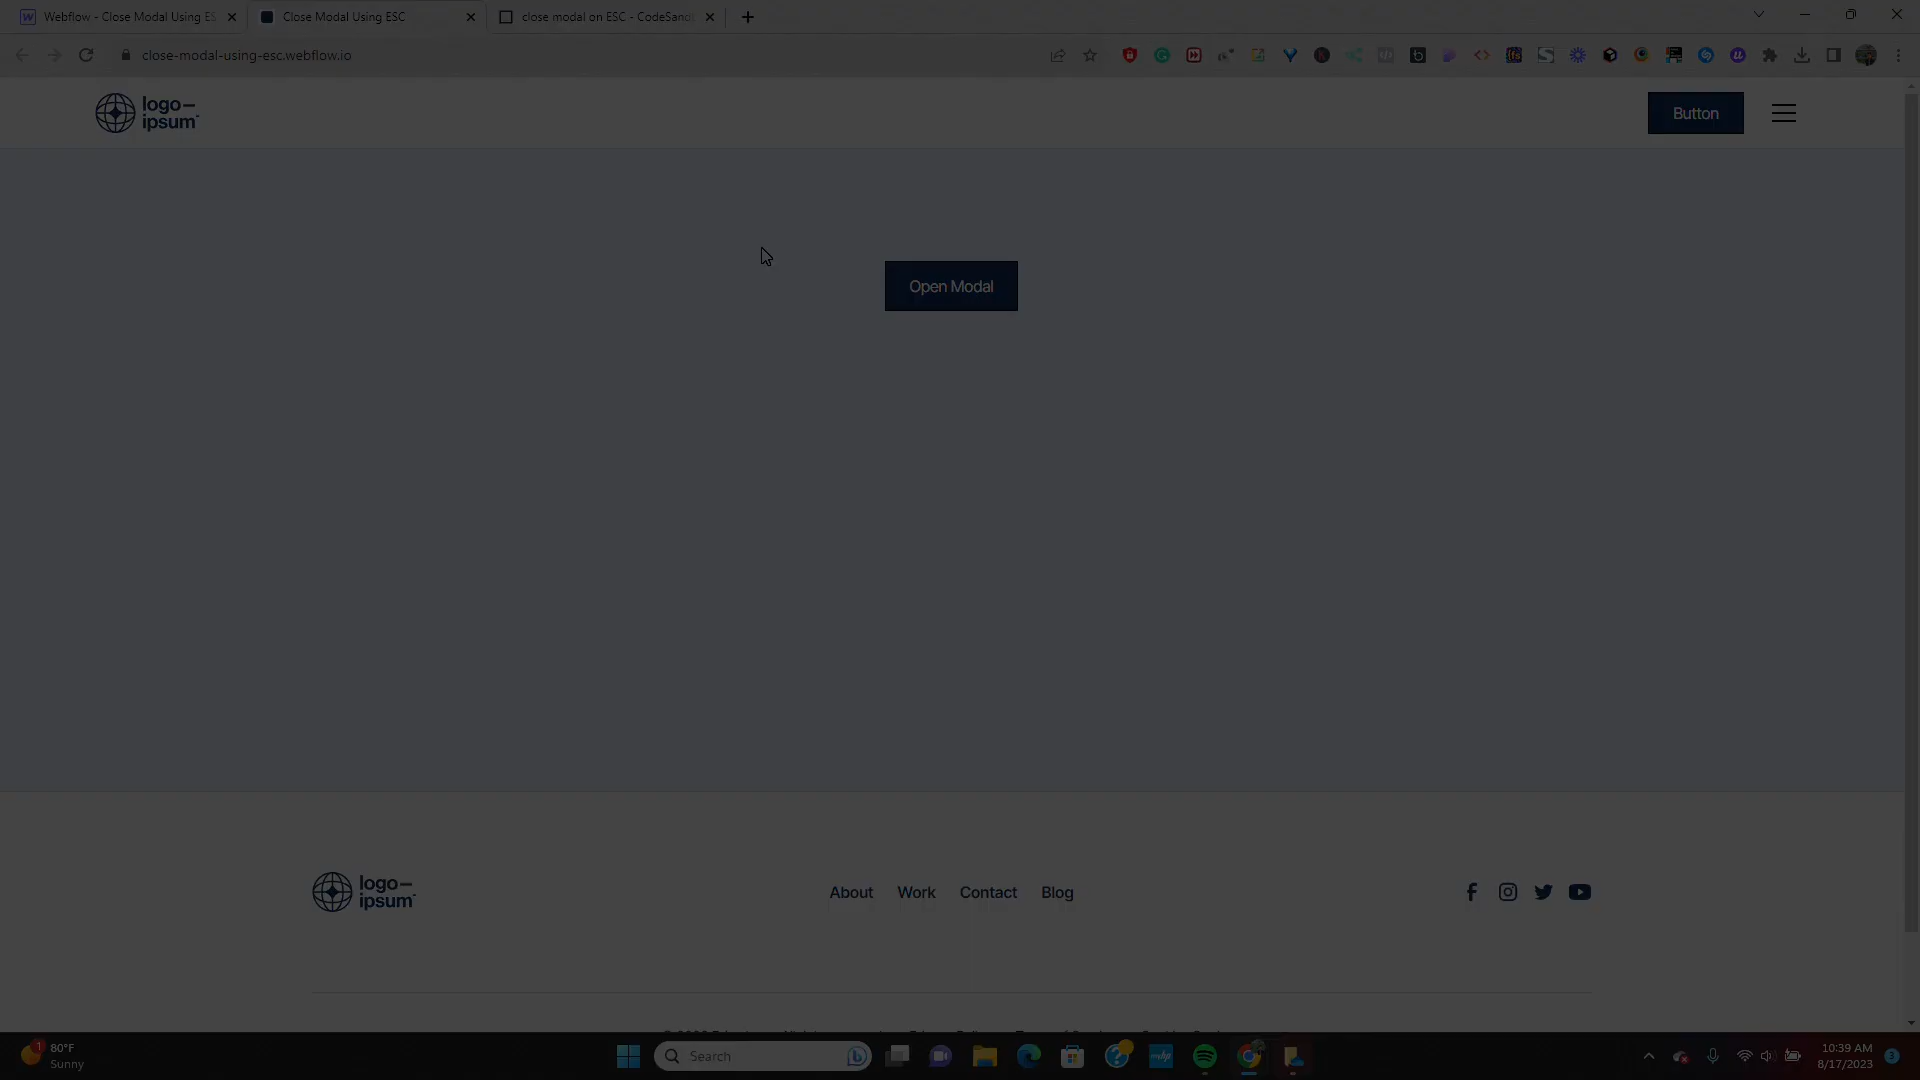 Webflow - Close Modal Using ES
Close Modal Using ESC
close modal on ESC - CodeSand
close-modal-using-esc.webflow.io
logo—
ipsum
Button
Open Modal
logo—
ipsum
About
Work
Contact
Blog
80°F
Sunny
Search
10:39 AM
8/17/2023
3